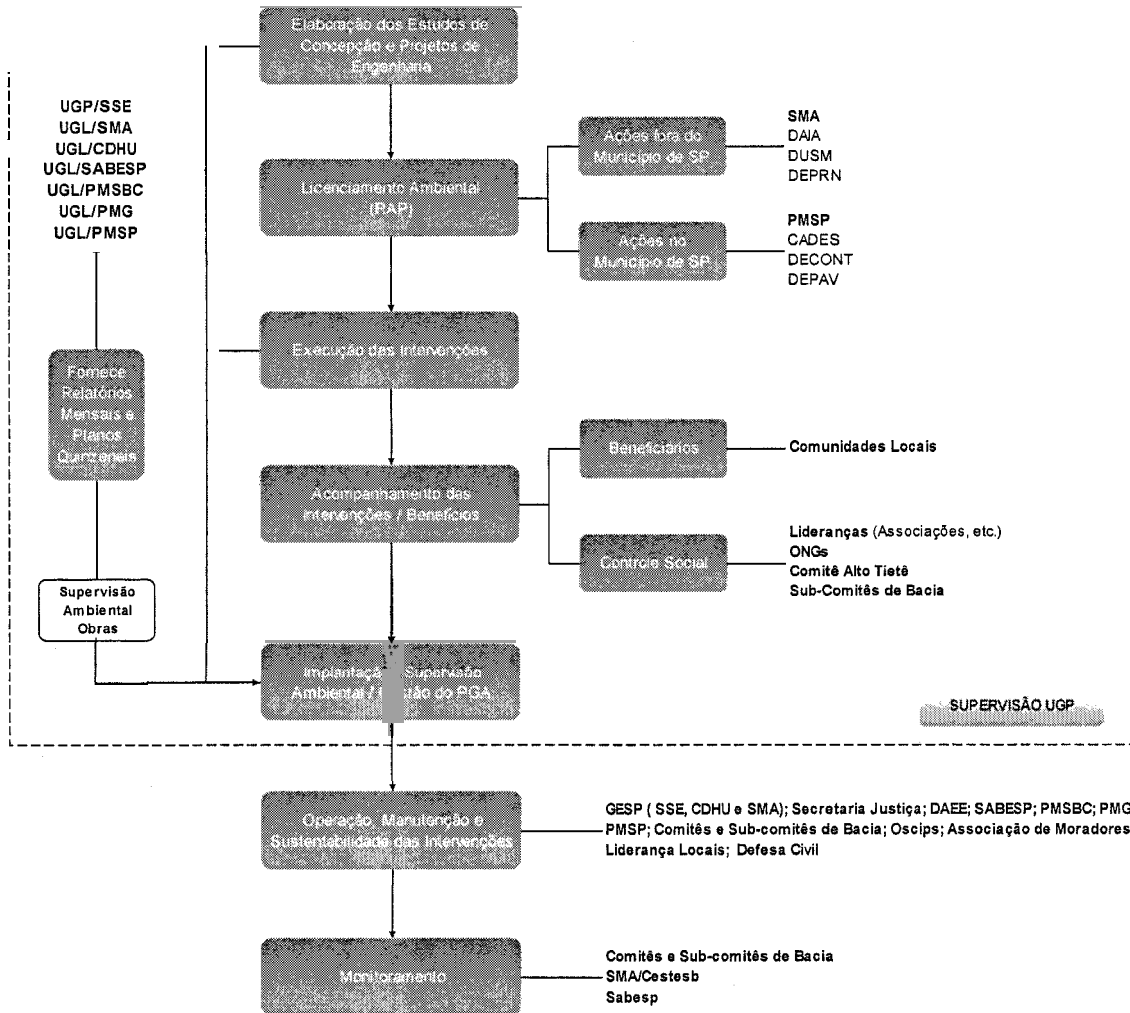 Elaboração dos Estudos de
Concepção e Projetos de
Engenharia
UGP/SSE
UGL/SMA
UGL/CDHU
UGL/SABESP
UGL/PMSBC
UGL/PMG
UGL/PMSP
Licenciamento Ambiental
(RAP)
Ações fora do
Município de SP
SMA
DAIA
DUSM
DEPRN
Ações no
Município de SP
PMSP
CADES
DECONT
DEPAV
Execução das Intervenções
Fornece
Relatórios
Mensais e
Planos
Quinzenais
Acompanhamento das
Intervenções / Benefícios
Beneficiários
Comunidades Locais
Controle Social
Lideranças (Associações, etc.)
ONGs
Comitê Alto Tietê
Sub-Comitês de Bacia
Supervisão
Ambiental
Obras
Supervisão
Ambiental / do PGA
SUPERVISÃO UGP
Operação, Manutenção e
Sustentabilidade das Intervenções
GESP ( SSE, CDHU e SMA); Secretaria Justiça; DAEE; SABESP; PMSBC; PMG
PMSP; Comitês e Sub-comitês de Bacia; Oscips; Associação de Moradores
Liderança Locais; Defesa Civil
Monitoramento
Comitês e Sub-comitês de Bacia
SMA/Cestesb
Sabesp